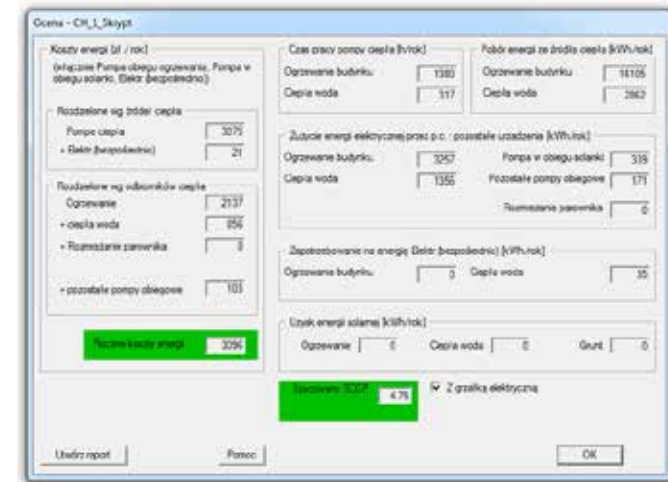 Ocena - CH_1_Skrypt
Koszty energii [zł / rok]
(włącznie Pompa obiegu ogrzewania, Pompa w
obiegu solanki, Elektr. (bezpośrednio))
Rozdzielone wg źródeł ciepła
Pompa ciepła 3075
+ Elektr. (bezpośrednio) 21
Rozdzielone wg odbiorników ciepła
Ogrzewanie 2137
+ ciepła woda 856
+ Rozmrażanie parownika 0
+ pozostałe pompy obiegowe 103
Roczne koszty energii 3096
Czas pracy pompy ciepła [h/rok]
Ogrzewanie budynku 1380
Ciepła woda 317
Pobór energii ze źródła ciepła [kWh/rok]
Ogrzewanie budynku 16105
Ciepła woda 2862
Zużycie energii elektrycznej przez p.c. - pozostałe urządzenia [kWh/rok]
Ogrzewanie budynku 3257 Pompa w obiegu solanki 339
Ciepła woda 1356 Pozostałe pompy obiegowe 171
Rozmrażanie parownika 0
Zapotrzebowanie na energię Elektr. (bezpośrednio) [kWh/rok]
Ogrzewanie budynku 0 Ciepła woda 35
Uzysk energii solarnej [kWh/rok]
Ogrzewanie 0 Ciepła woda 0 Grunt 0
4.75 Z grzałką elektryczną
Utwórz raport Pomoc OK